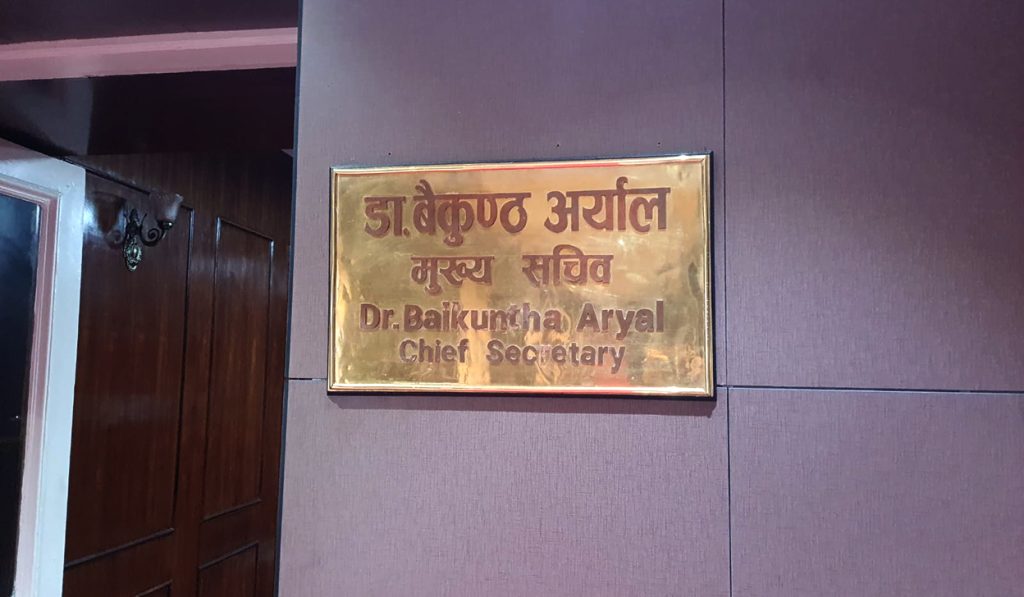 डा. बैकुण्ठ अर्याल
मुख्य सचिव
Dr. Baikuntha Aryal
Chief Secretary